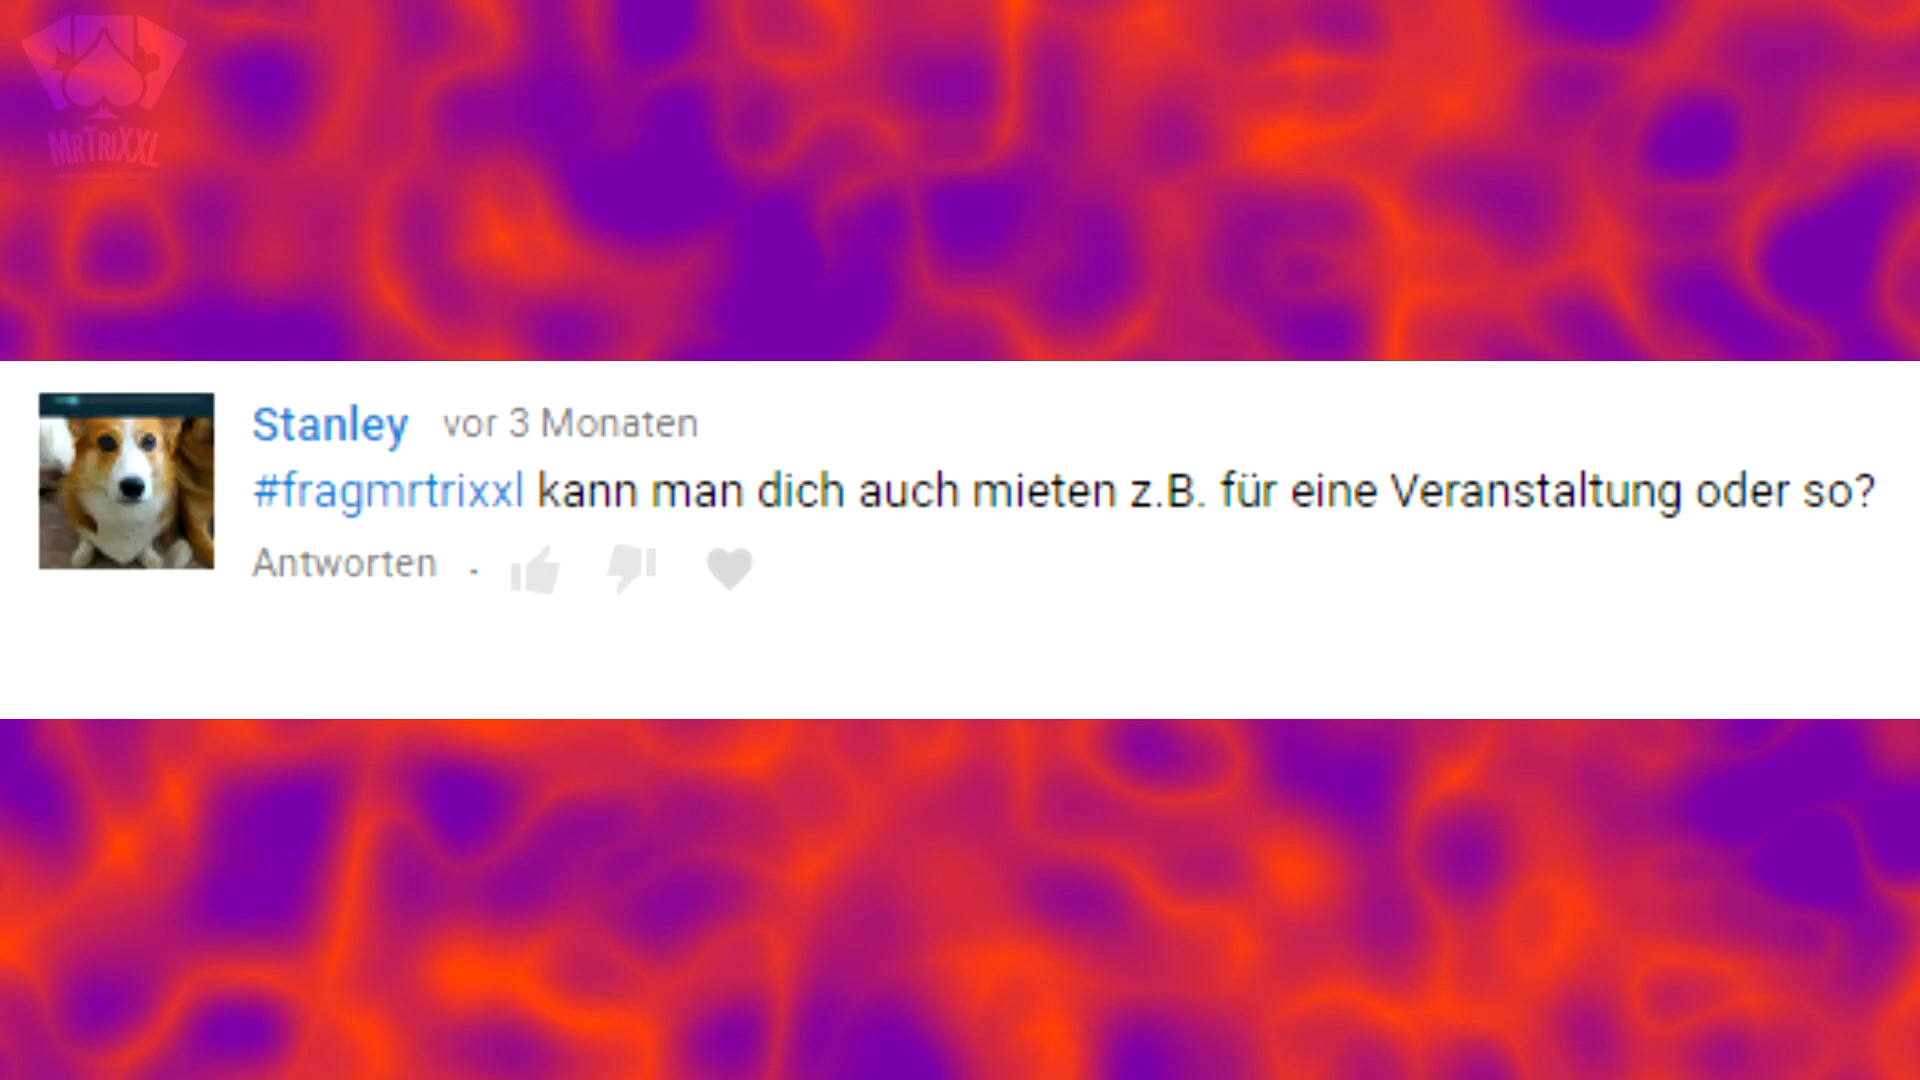 MRTRIXXL
Stanley vor 3 Monaten
#fragmrtrixxl kann man dich auch mieten z.B. für eine Veranstaltung oder so?
Antworten .